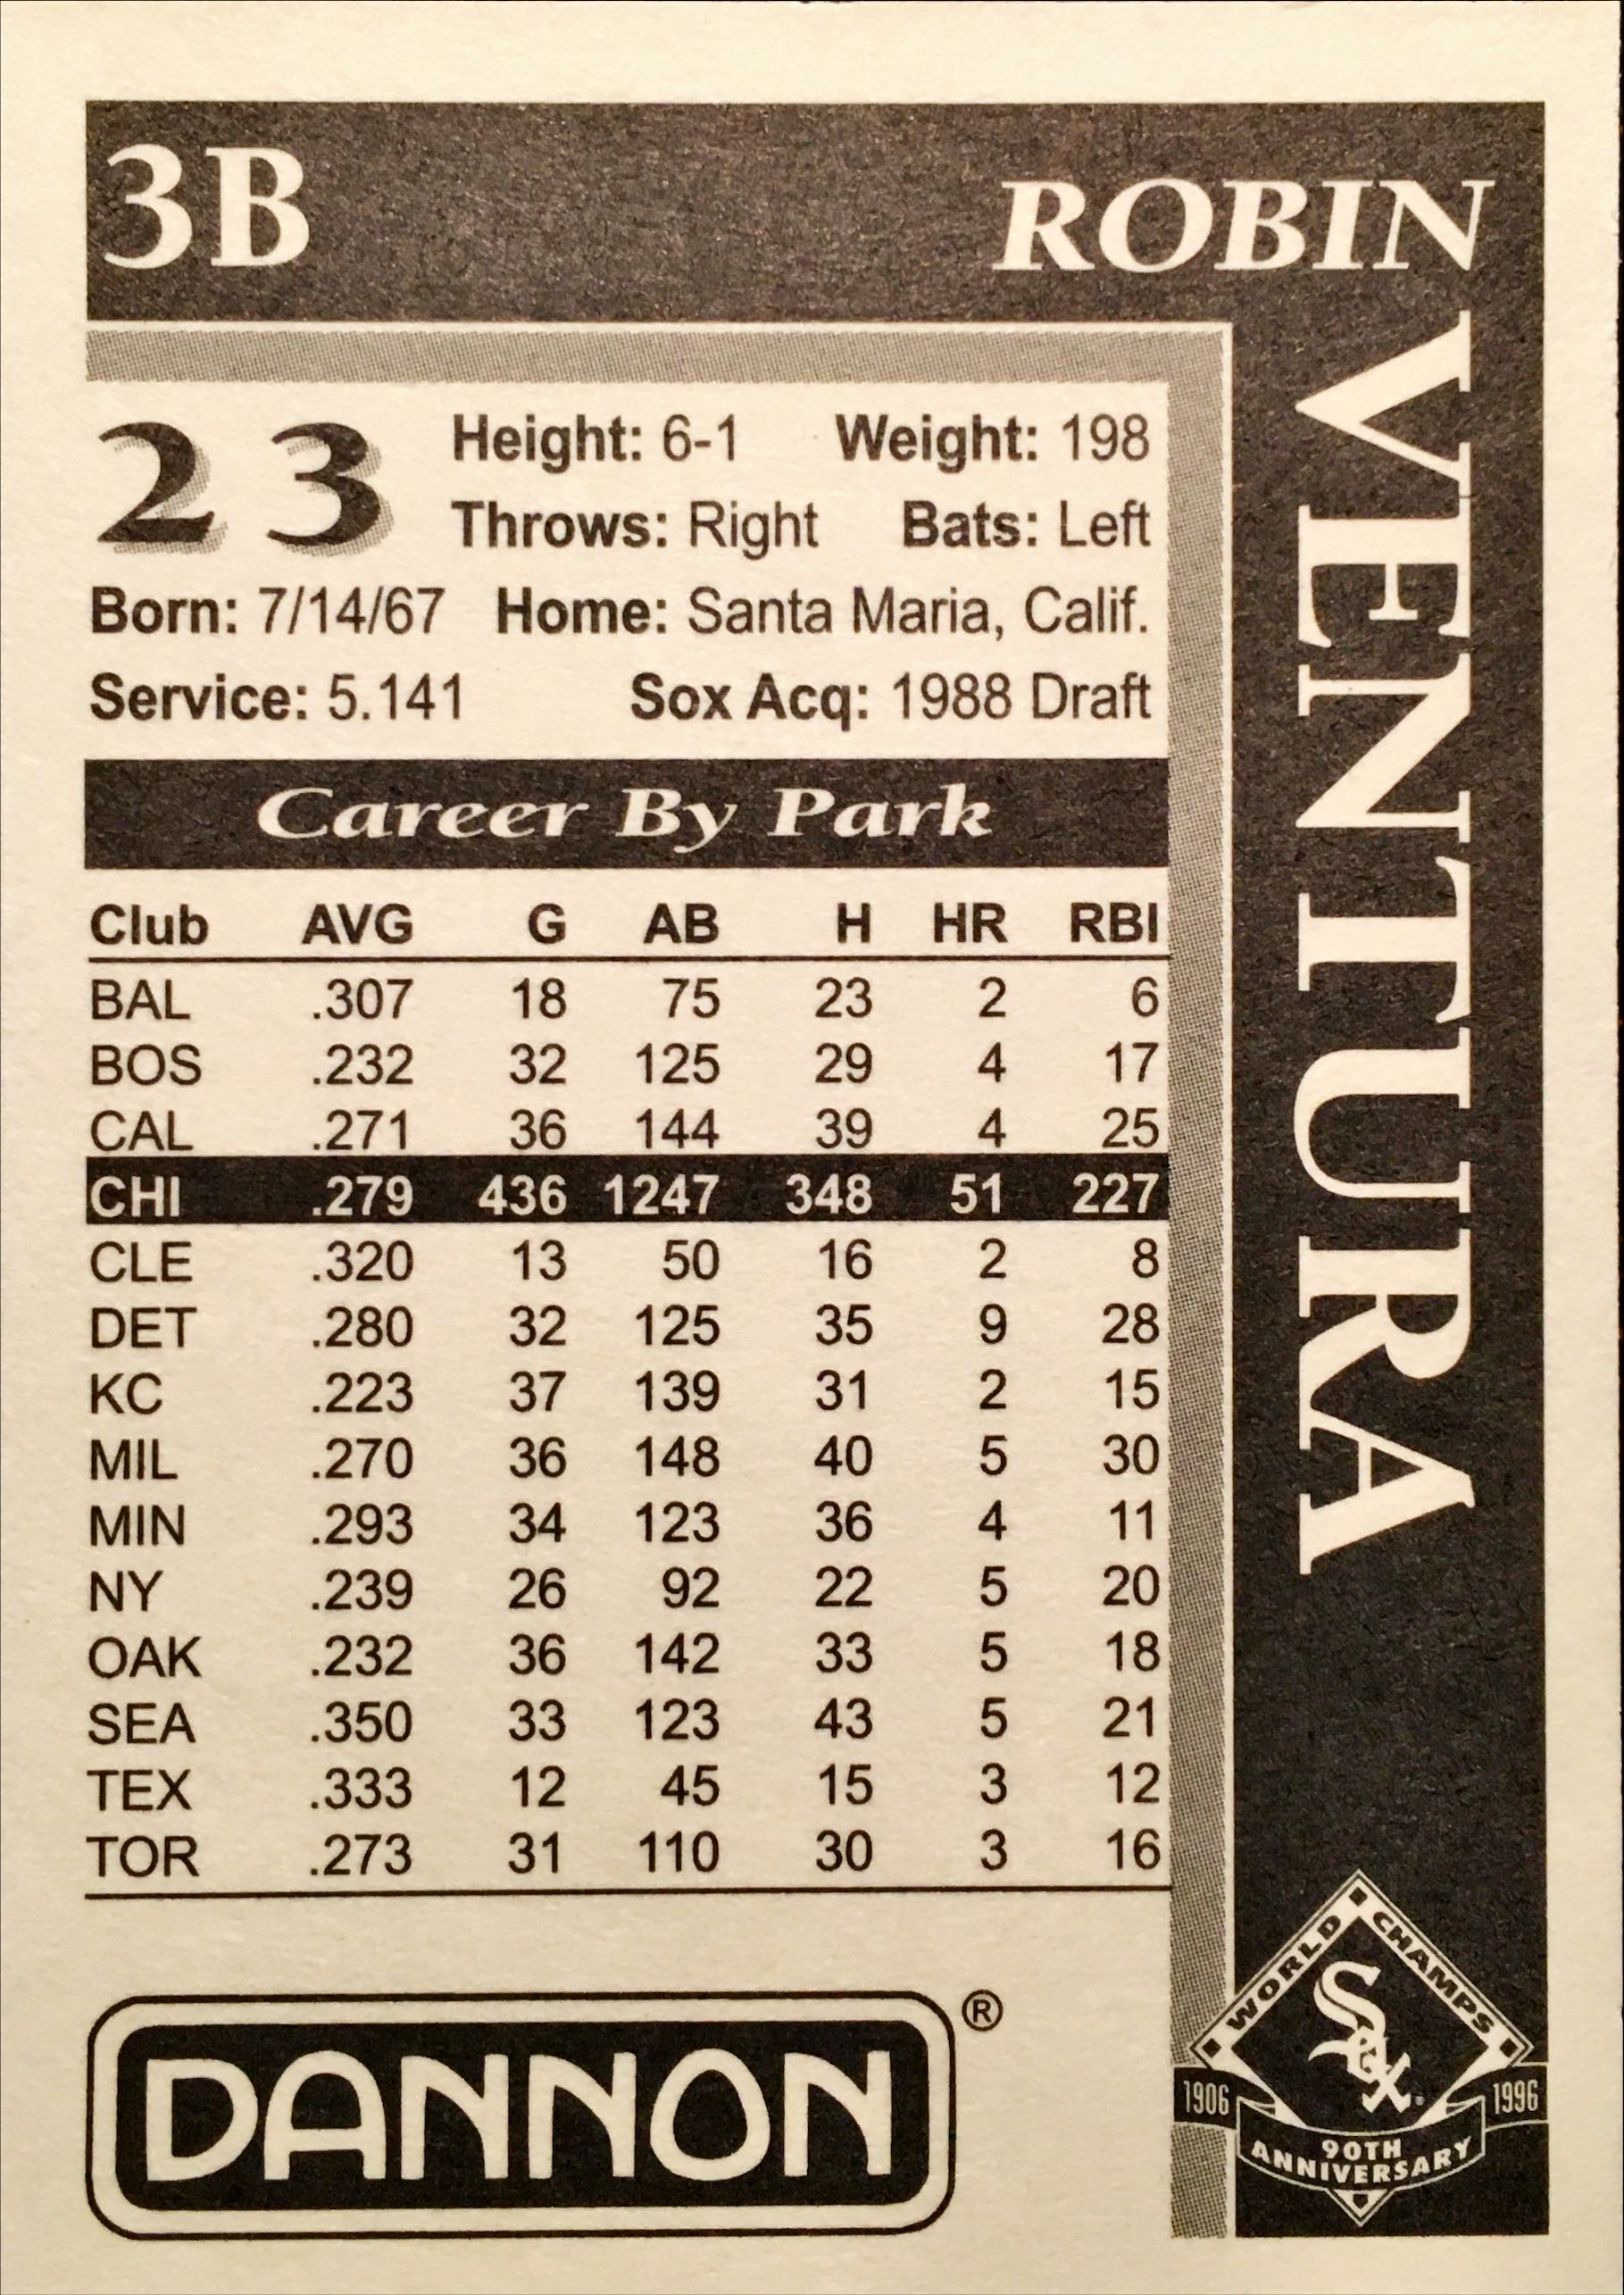 3B ROBIN
VENTURA
23
Height: 6-1 Weight: 198
Throws: Right Bats: Left
Born: 7/14/67 Home: Santa Maria, Calif.
Service: 5.141 Sox Acq: 1988 Draft
Career By Park
Club AVG G AB H HR RBI
BAL .307 18 75 23 2 6
BOS .232 32 125 29 4 17
CAL .271 36 144 39 4 25
CHI .279 436 1247 348 51 227
CLE .320 13 50 16 2 8
DET .280 32 125 35 9 28
KC .223 37 139 31 2 15
MIL .270 36 148 40 5 30
MIN .293 34 123 36 4 11
NY .239 26 92 22 5 20
OAK .232 36 142 33 5 18
SEA .350 33 123 43 5 21
TEX .333 12 45 15 3 12
TOR .273 31 110 30 3 16
DANNON ®
WORLD CHAMPS
Sox
1906 1996
90TH
ANNIVERSARY